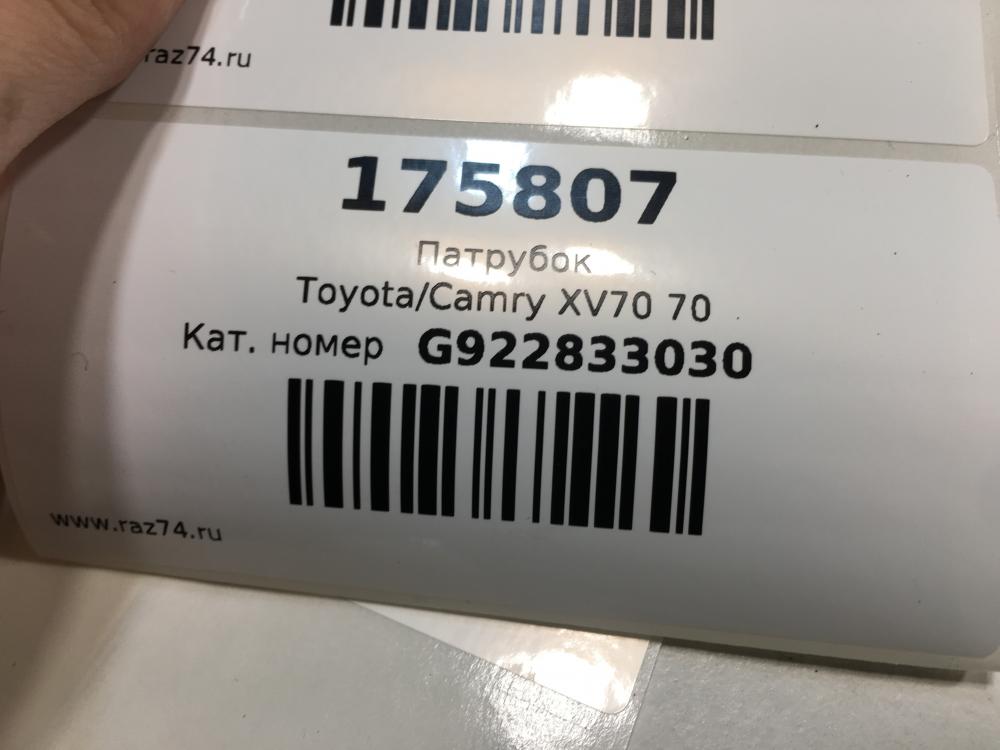 raz74.ru
175807
Патрубок
Toyota/Camry XV70 70
Кат. номер G922833030
www.raz74.ru